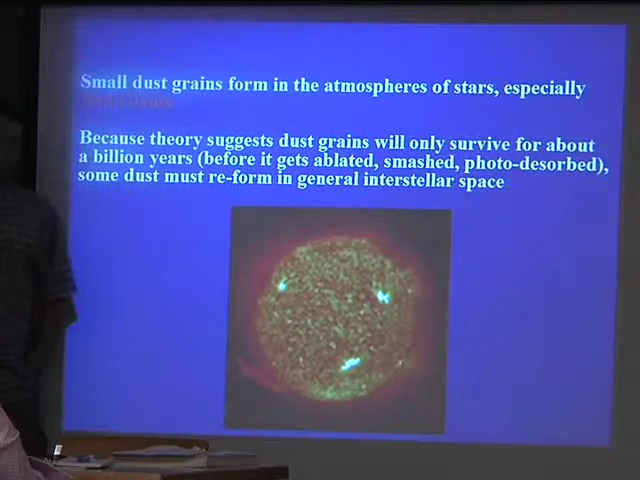 Small dust grains form in the atmospheres of stars, especially
Because theory suggests dust grains will only survive for about
a billion years (before it gets ablated, smashed, photo-desorbed),
some dust must re-form in general interstellar space